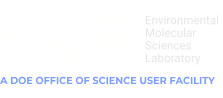 Environmental
Molecular
Sciences
Laboratory
A DOE OFFICE OF SCIENCE USER FACILITY